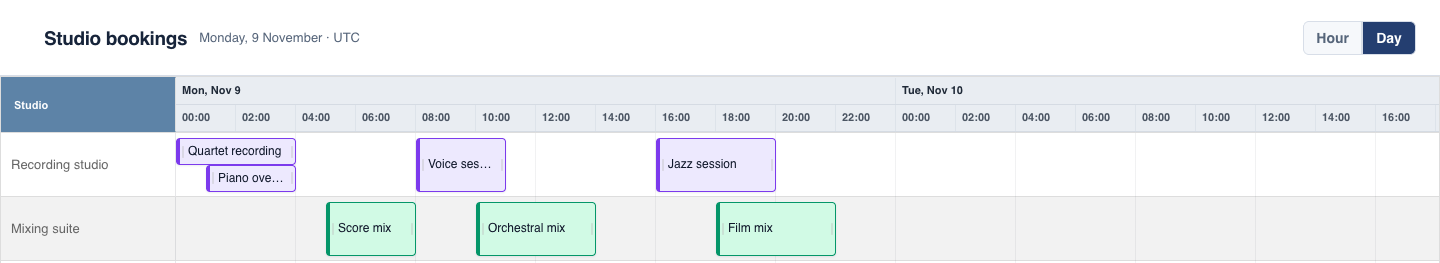 Studio bookings Monday, 9 November · UTC Hour Day
Studio Mon, Nov 9 Tue, Nov 10
00:00 02:00 04:00 06:00 08:00 10:00 12:00 14:00 16:00 18:00 20:00 22:00 00:00 02:00 04:00 06:00 08:00 10:00 12:00 14:00 16:00
Recording studio Quartet recording Voice ses… Jazz session
Piano ove…
Mixing suite Score mix Orchestral mix Film mix